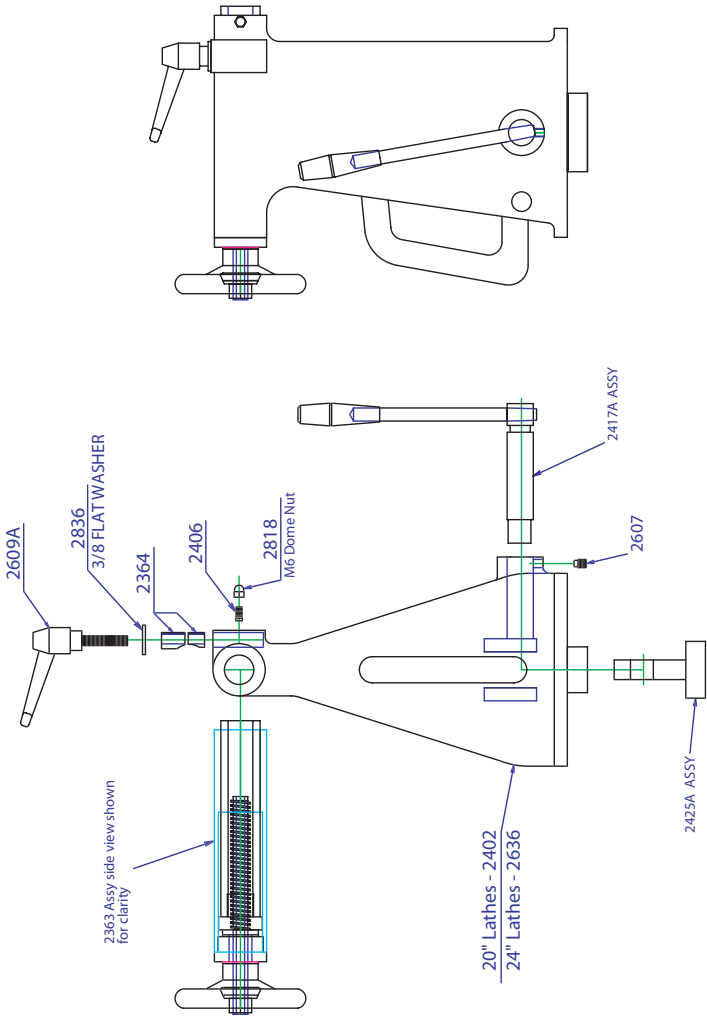 2609A
2836
3/8 FLAT WASHER
2364
2406
2818
M6 Dome Nut
2363 Assy side view shown
for clarity
2417A ASSY
2607
20" Lathes - 2402
24" Lathes - 2636
2425A ASSY